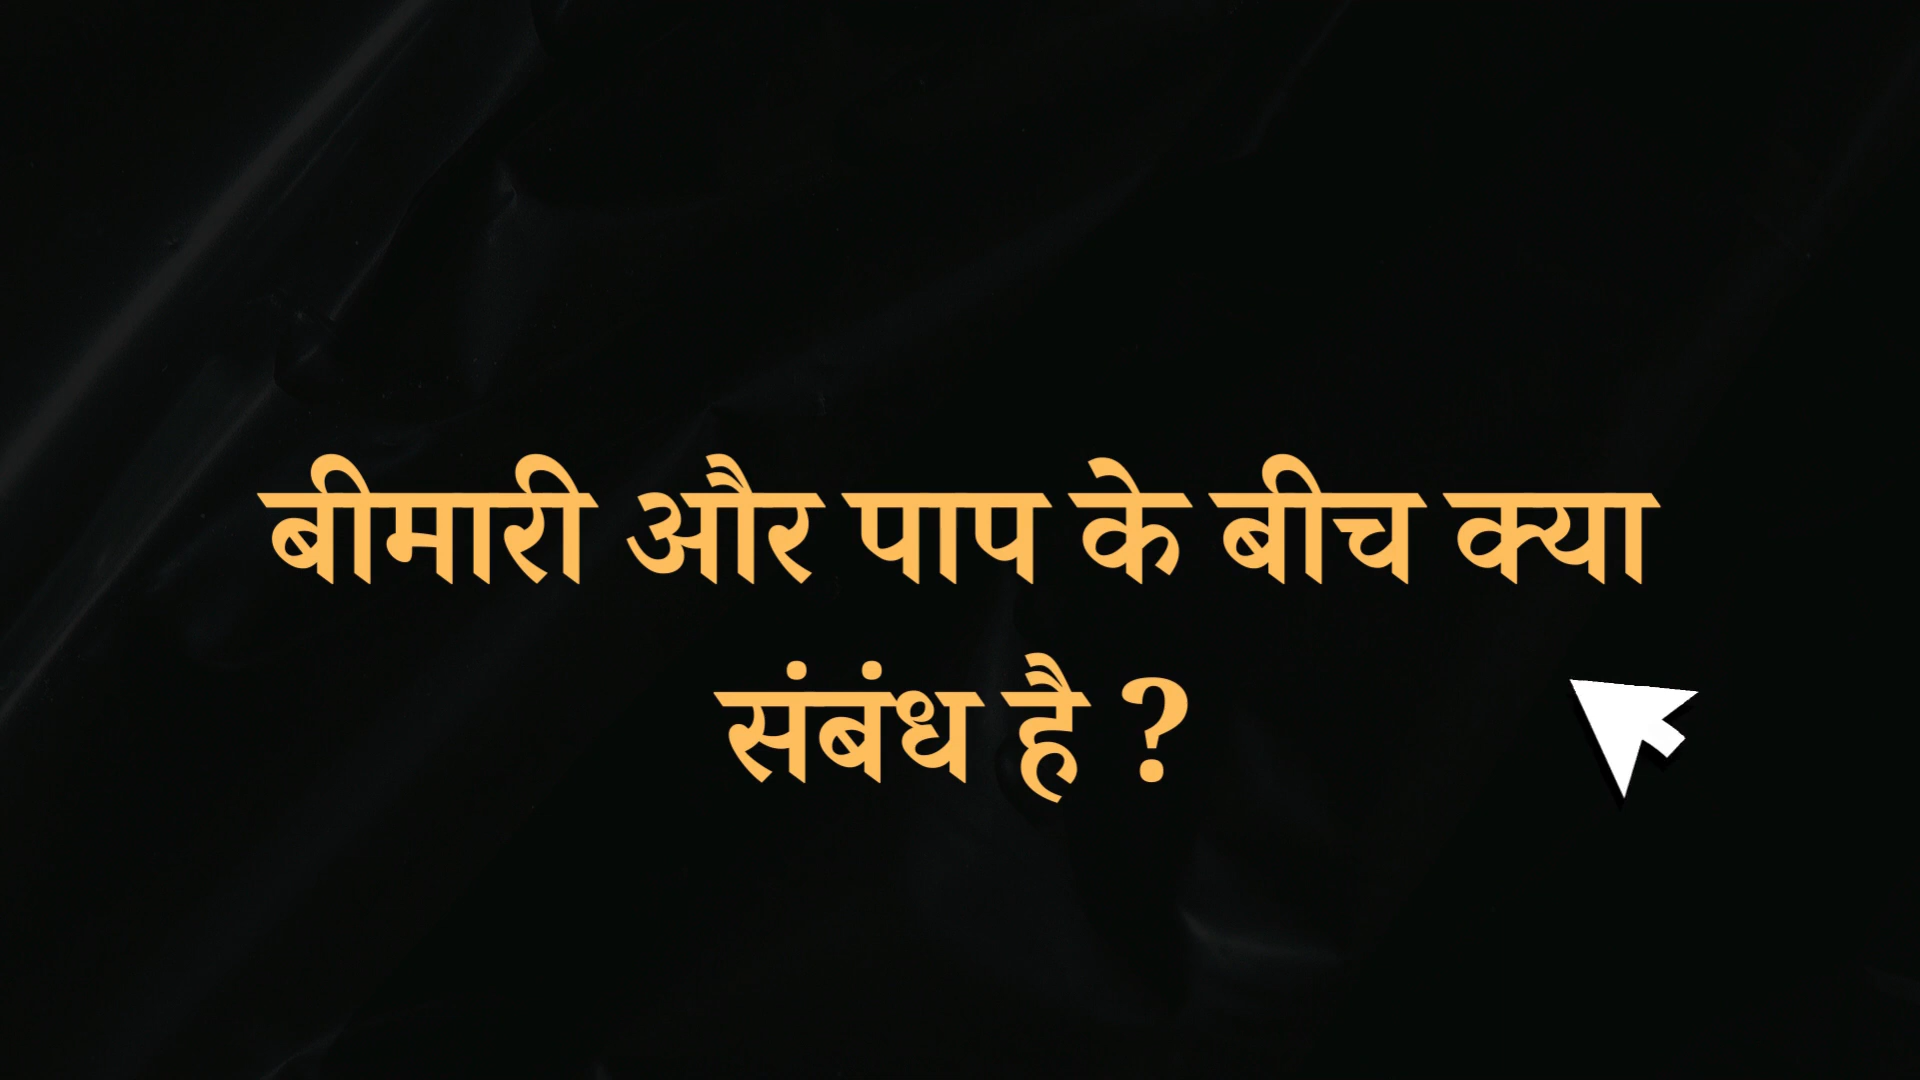 बीमारी और पाप के बीच क्या
संबंध है ?